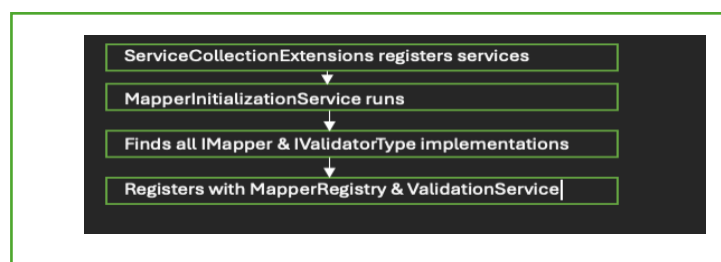 ServiceCollectionExtensions registers services
MapperInitializationService runs
Finds all IMapper & IValidatorType implementations
Registers with MapperRegistry & ValidationService